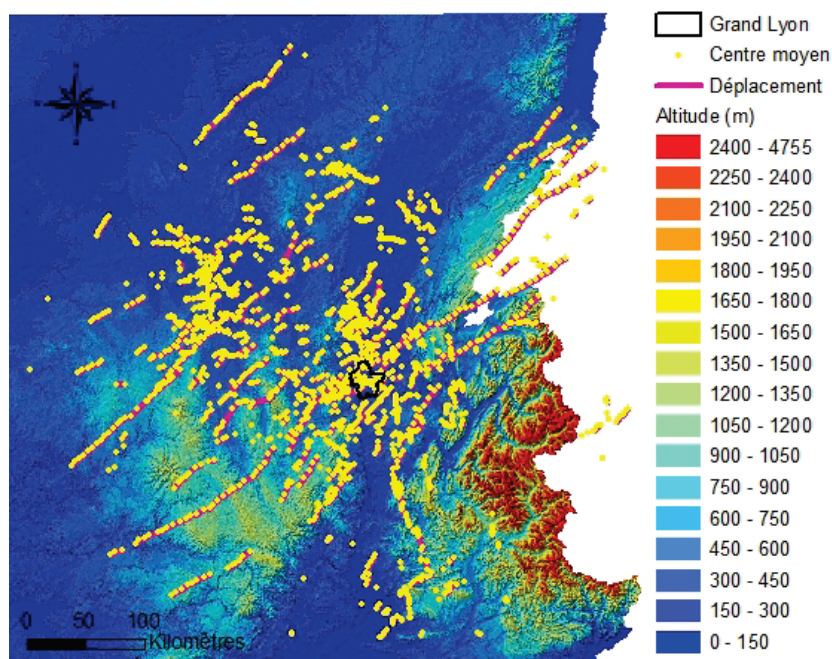 Grand Lyon
Centre moyen
Déplacement
Altitude (m)
2400 - 4755
2250 - 2400
2100 - 2250
1950 - 2100
1800 - 1950
1650 - 1800
1500 - 1650
1350 - 1500
1200 - 1350
1050 - 1200
900 - 1050
750 - 900
600 - 750
450 - 600
300 - 450
150 - 300
0 - 150
0 50 100
Kilomètres